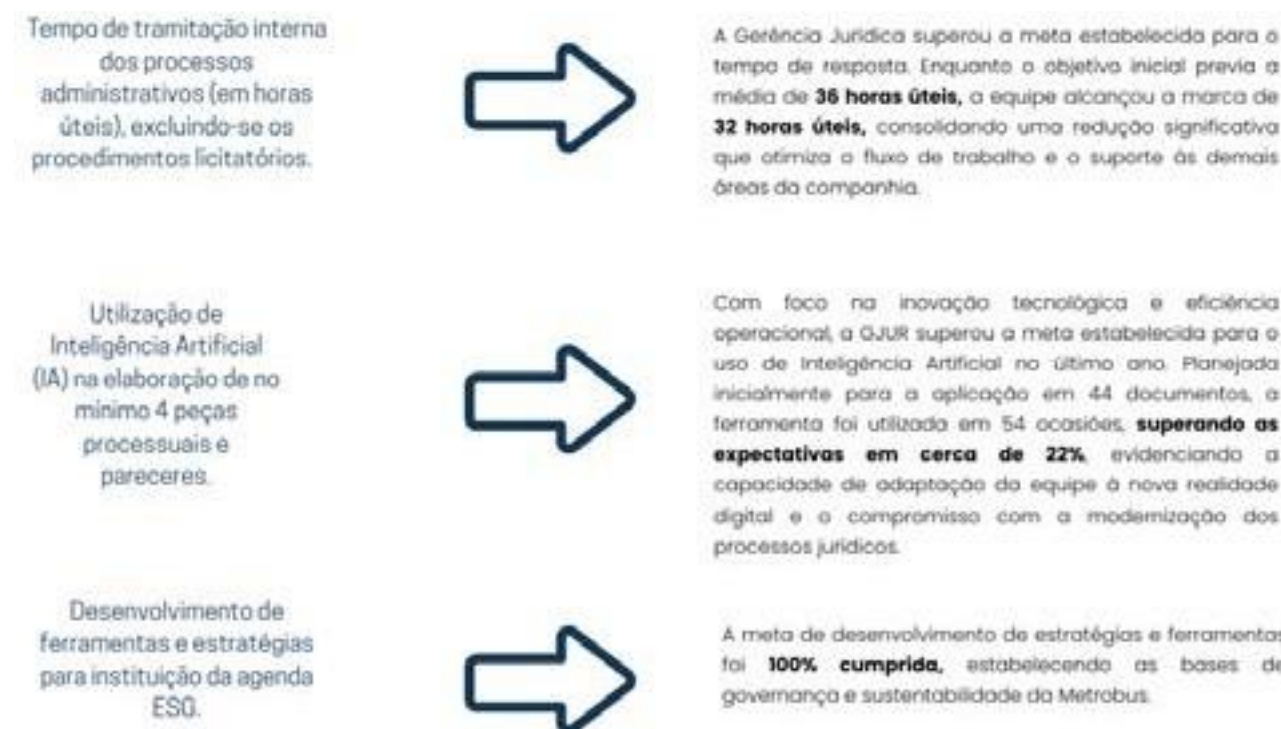 Tempo de tramitação interna
dos processos
administrativos (em horas
úteis), excluindo-se os
procedimentos licitatórios.
A Gerência Jurídica superou a meta estabelecida para o
tempo de resposta. Enquanto o objetivo inicial previa a
média de 36 horas úteis, a equipe alcançou a marca de
32 horas úteis, consolidando uma redução significativa
que otimiza o fluxo de trabalho e o suporte às demais
áreas da companhia.
Utilização de
Inteligência Artificial
(IA) na elaboração de no
mínimo 4 peças
processuais e
pareceres.
Com foco na inovação tecnológica e eficiência
operacional, a GJUR superou a meta estabelecida para o
uso de Inteligência Artificial no último ano. Planejada
inicialmente para a aplicação em 44 documentos, a
ferramenta foi utilizada em 54 ocasiões, superando as
expectativas em cerca de 22%, evidenciando a
capacidade de adaptação da equipe à nova realidade
digital e o compromisso com a modernização dos
processos jurídicos.
Desenvolvimento de
ferramentas e estratégias
para instituição da agenda
ESG.
A meta de desenvolvimento de estratégias e ferramentas
foi 100% cumprida, estabelecendo as bases de
governança e sustentabilidade da Metrobus.